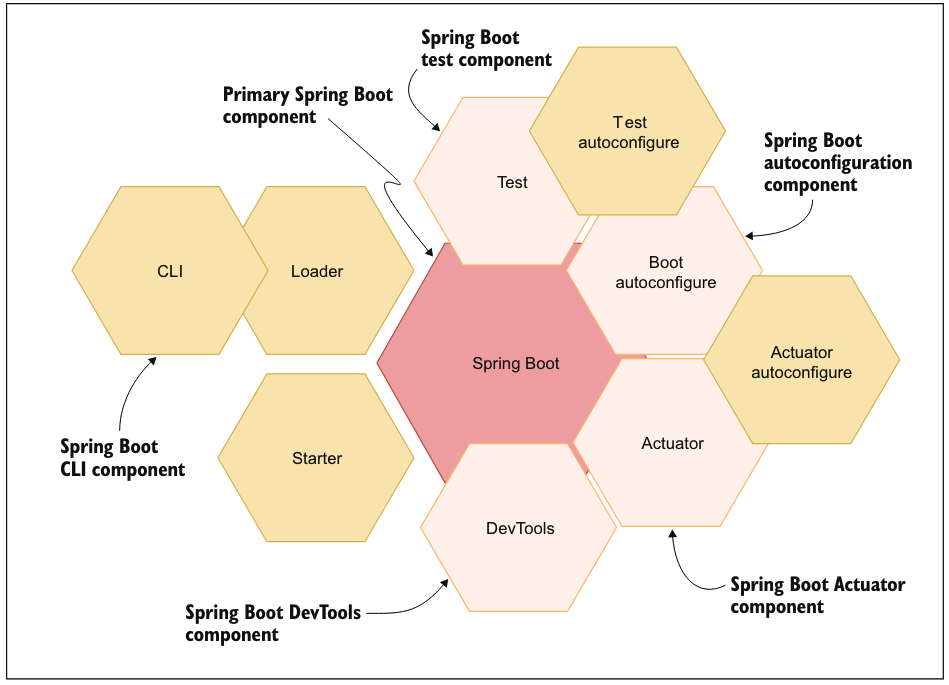 Spring Boot
test component
Primary Spring Boot
component
Test
autoconfigure
Spring Boot
autoconfiguration
component
Test
CLI
Loader
Boot
autoconfigure
Spring Boot
Actuator
autoconfigure
Spring Boot
CLI component
Starter
Actuator
DevTools
Spring Boot DevTools
component
Spring Boot Actuator
component